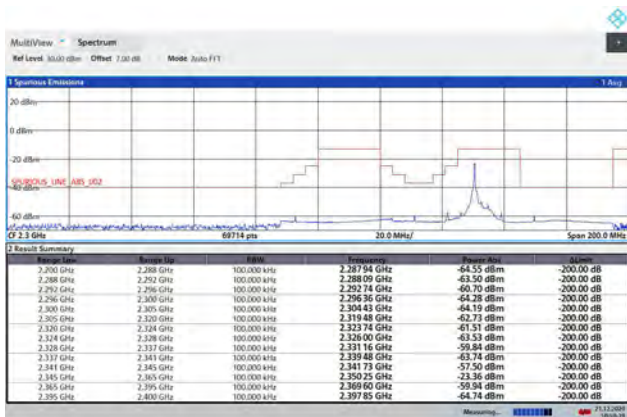 MultiView Spectrum
Ref Level 30.00 dBm Offset 7.00 dB Mode Auto FFT
1 Spurious Emissions 1 Avg
20 dBm
0 dBm
-20 dBm
SPURIOUS_LINE_ABS_U02
-40 dBm
-60 dBm
CF 2.3 GHz 69714 pts 20.0 MHz/ Span 200.0 MHz
2 Result Summary
Range Low Range Up RBW Frequency Power Abs ΔLimit
2.200 GHz 2.288 GHz 100.000 kHz 2.287 94 GHz -64.55 dBm -200.00 dB
2.288 GHz 2.292 GHz 100.000 kHz 2.288 09 GHz -63.50 dBm -200.00 dB
2.292 GHz 2.296 GHz 100.000 kHz 2.292 74 GHz -60.70 dBm -200.00 dB
2.296 GHz 2.300 GHz 100.000 kHz 2.296 36 GHz -64.28 dBm -200.00 dB
2.300 GHz 2.305 GHz 100.000 kHz 2.304 43 GHz -64.19 dBm -200.00 dB
2.305 GHz 2.320 GHz 100.000 kHz 2.319 48 GHz -62.73 dBm -200.00 dB
2.320 GHz 2.324 GHz 100.000 kHz 2.323 74 GHz -61.51 dBm -200.00 dB
2.324 GHz 2.328 GHz 100.000 kHz 2.326 00 GHz -63.53 dBm -200.00 dB
2.328 GHz 2.337 GHz 100.000 kHz 2.331 16 GHz -59.84 dBm -200.00 dB
2.337 GHz 2.341 GHz 100.000 kHz 2.339 48 GHz -63.74 dBm -200.00 dB
2.341 GHz 2.345 GHz 100.000 kHz 2.341 73 GHz -57.50 dBm -200.00 dB
2.345 GHz 2.365 GHz 100.000 kHz 2.350 25 GHz -23.36 dBm -200.00 dB
2.365 GHz 2.395 GHz 100.000 kHz 2.369 60 GHz -59.94 dBm -200.00 dB
2.395 GHz 2.400 GHz 100.000 kHz 2.397 85 GHz -64.74 dBm -200.00 dB
Measuring...